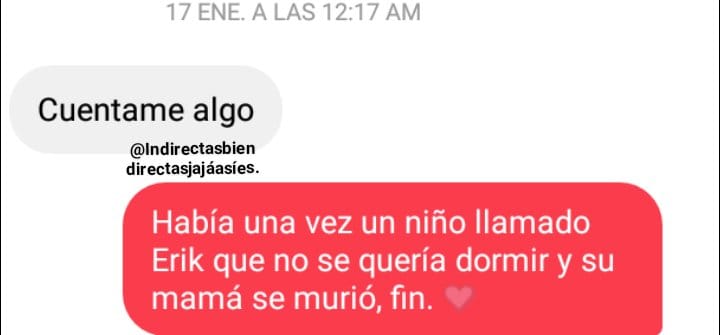 17 ENE. A LAS 12:17 AM
Cuentame algo
@Indirectasbien
directasjajáasíes.
Había una vez un niño llamado
Erik que no se quería dormir y su
mamá se murió, fin. 💗